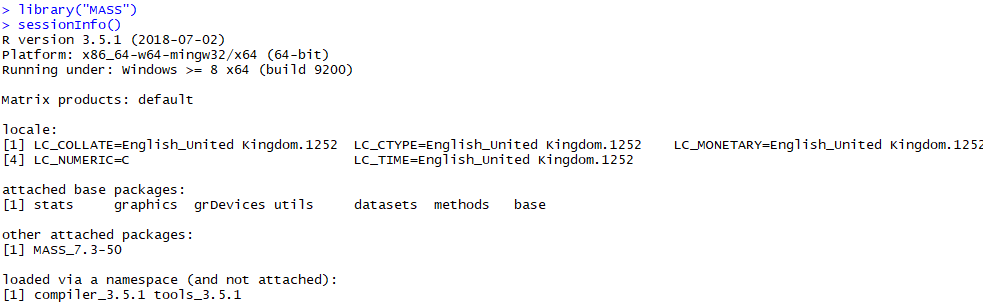 > library("MASS")
> sessionInfo()
R version 3.5.1 (2018-07-02)
Platform: x86_64-w64-mingw32/x64 (64-bit)
Running under: Windows >= 8 x64 (build 9200)
Matrix products: default
locale:
[1] LC_COLLATE=English_United Kingdom.1252  LC_CTYPE=English_United Kingdom.1252    LC_MONETARY=English_United Kingdom.1252
[4] LC_NUMERIC=C                            LC_TIME=English_United Kingdom.1252
attached base packages:
[1] stats     graphics  grDevices utils     datasets  methods   base
other attached packages:
[1] MASS_7.3-50
loaded via a namespace (and not attached):
[1] compiler_3.5.1 tools_3.5.1